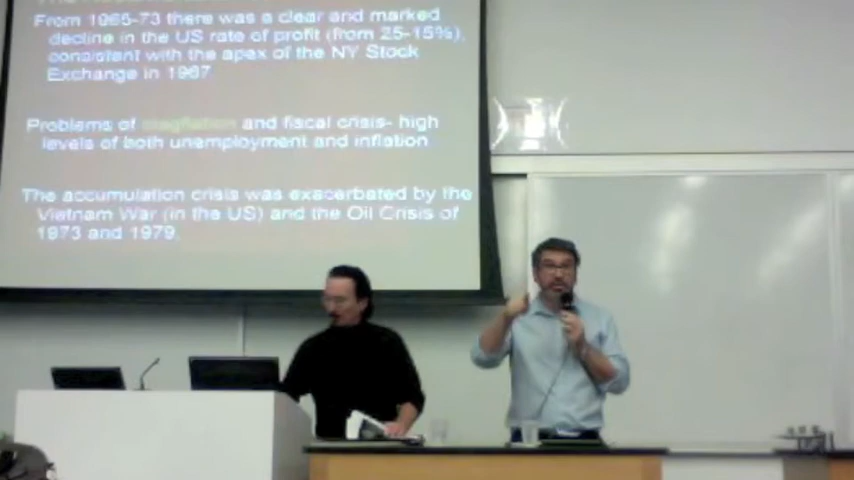 From 1965-73 there was a clear and marked
decline in the US rate of profit (from 25-15%),
consistent with the apex of the NY Stock
Exchange in 1967
Problems of stagflation and fiscal crisis- high
levels of both unemployment and inflation
The accumulation crisis was exacerbated by the
Vietnam War (in the US) and the Oil Crisis of
1973 and 1979.